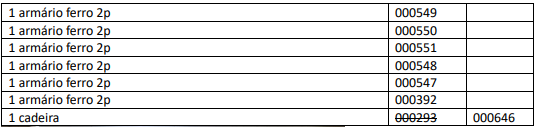 1 armário ferro 2p 000549
1 armário ferro 2p 000550
1 armário ferro 2p 000551
1 armário ferro 2p 000548
1 armário ferro 2p 000547
1 armário ferro 2p 000392
1 cadeira 000293 000646